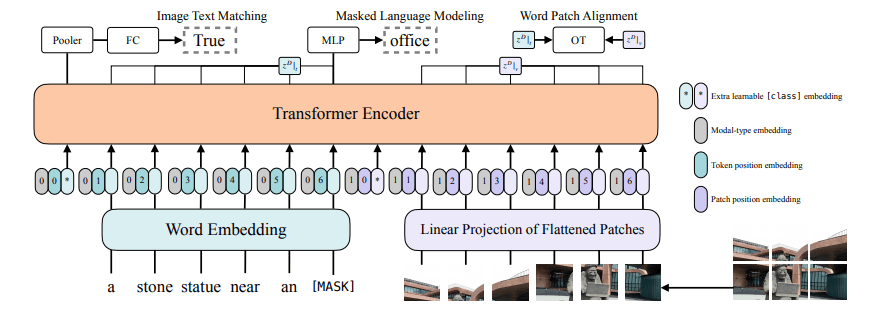 Image Text Matching
Masked Language Modeling
Word Patch Alignment
Pooler
FC
True
MLP
office
z^D|_t
OT
z^D|_v
z^D|_t
z^D|_v
Transformer Encoder
* * Extra learnable [class] embedding
Modal-type embedding
Token position embedding
Patch position embedding
0 0 * 0 1 0 2 0 3 0 4 0 5 0 6 1 0 * 1 1 1 2 1 3 1 4 1 5 1 6
Word Embedding
Linear Projection of Flattened Patches
a stone statue near an [MASK]